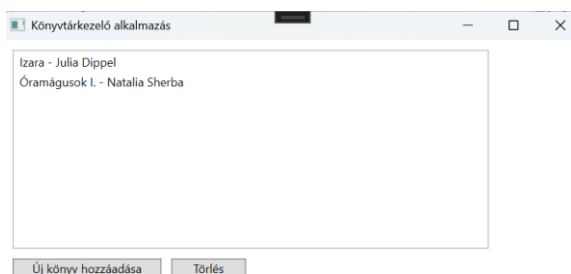 Könyvtárkezelő alkalmazás
Izara - Julia Dippel
Óramágusok I. - Natalia Sherba
Új könyv hozzáadása
Törlés